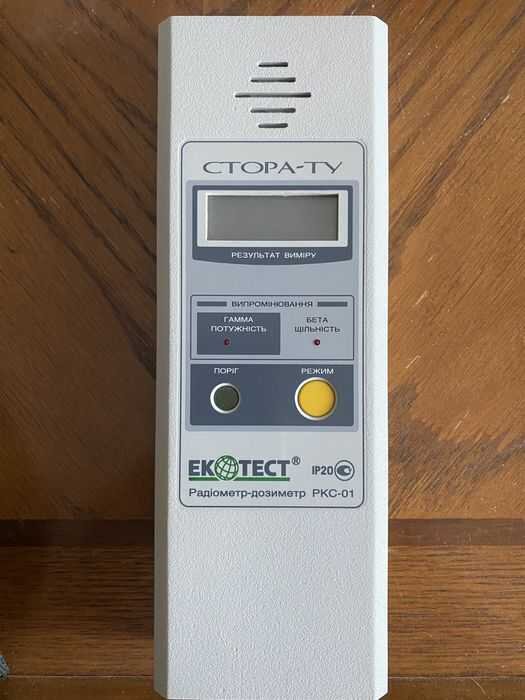 СТОРА-ТУ
РЕЗУЛЬТАТ ВИМІРУ
ВИПРОМІНЮВАННЯ
ГАММА
ПОТУЖНІСТЬ
БЕТА
ЩІЛЬНІСТЬ
ПОРІГ
РЕЖИМ
ЕКОТЕСТ®
IP20
Радіометр-дозиметр РКС-01